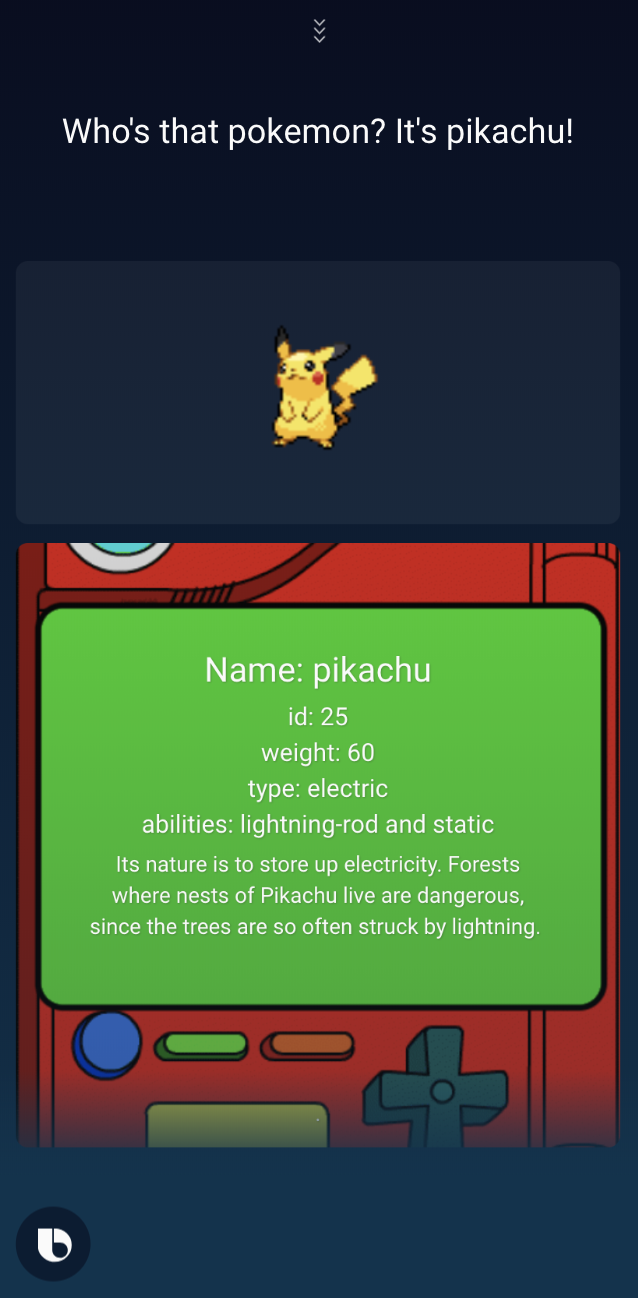 Who's that pokemon? It's pikachu!
Name: pikachu
id: 25
weight: 60
type: electric
abilities: lightning-rod and static
Its nature is to store up electricity. Forests
where nests of Pikachu live are dangerous,
since the trees are so often struck by lightning.